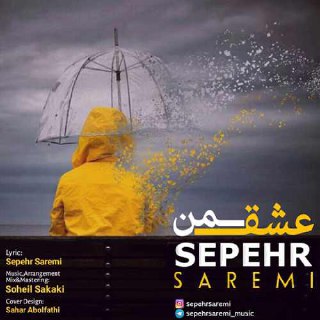 عشق من
SEPEHR
SAREMI
Lyric:
Sepehr Saremi
Music,Arrangement
Mix&Mastering:
Soheil Sakaki
Cover Design:
Sahar Abolfathi
sepehrsaremi
sepehrsaremi_music